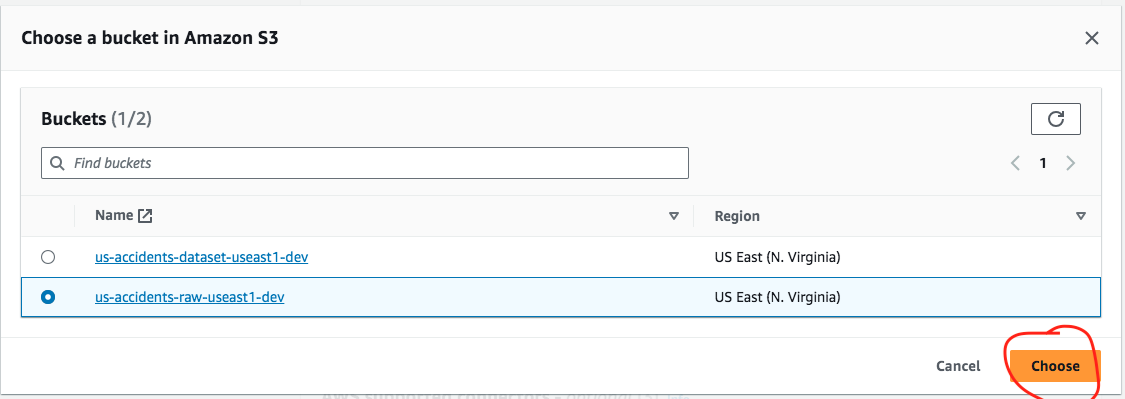 Choose a bucket in Amazon S3
Buckets (1/2)
Find buckets
1
Name Region
us-accidents-dataset-useast1-dev US East (N. Virginia)
us-accidents-raw-useast1-dev US East (N. Virginia)
Cancel Choose